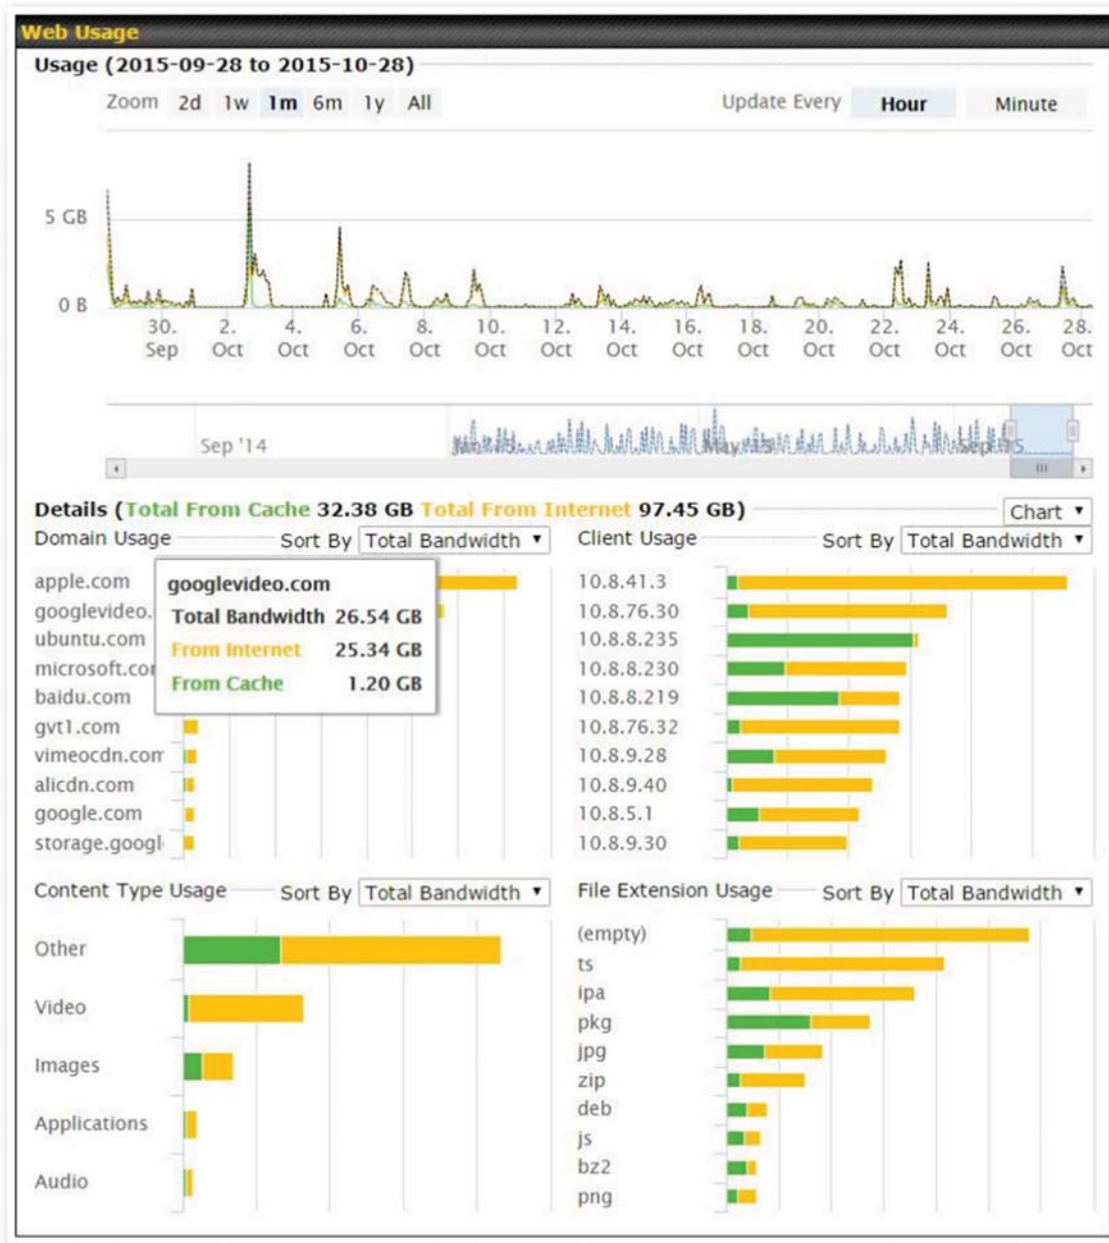 Web Usage
Usage (2015-09-28 to 2015-10-28)
Zoom 2d 1w 1m 6m 1y All Update Every Hour Minute
5 GB
0 B
30. 2. 4. 6. 8. 10. 12. 14. 16. 18. 20. 22. 24. 26. 28.
Sep Oct Oct Oct Oct Oct Oct Oct Oct Oct Oct Oct Oct Oct Oct
Sep '14
Details (Total From Cache 32.38 GB Total From Internet 97.45 GB) Chart
Domain Usage Sort By Total Bandwidth
apple.com
googlevideo.
ubuntu.com
microsoft.cor
baidu.com
gvt1.com
vimeocdn.com
alicdn.com
google.com
storage.googl
googlevideo.com
Total Bandwidth 26.54 GB
From Internet 25.34 GB
From Cache 1.20 GB
Client Usage Sort By Total Bandwidth
10.8.41.3
10.8.76.30
10.8.8.235
10.8.8.230
10.8.8.219
10.8.76.32
10.8.9.28
10.8.9.40
10.8.5.1
10.8.9.30
Content Type Usage Sort By Total Bandwidth
Other
Video
Images
Applications
Audio
File Extension Usage Sort By Total Bandwidth
(empty)
ts
ipa
pkg
jpg
zip
deb
js
bz2
png